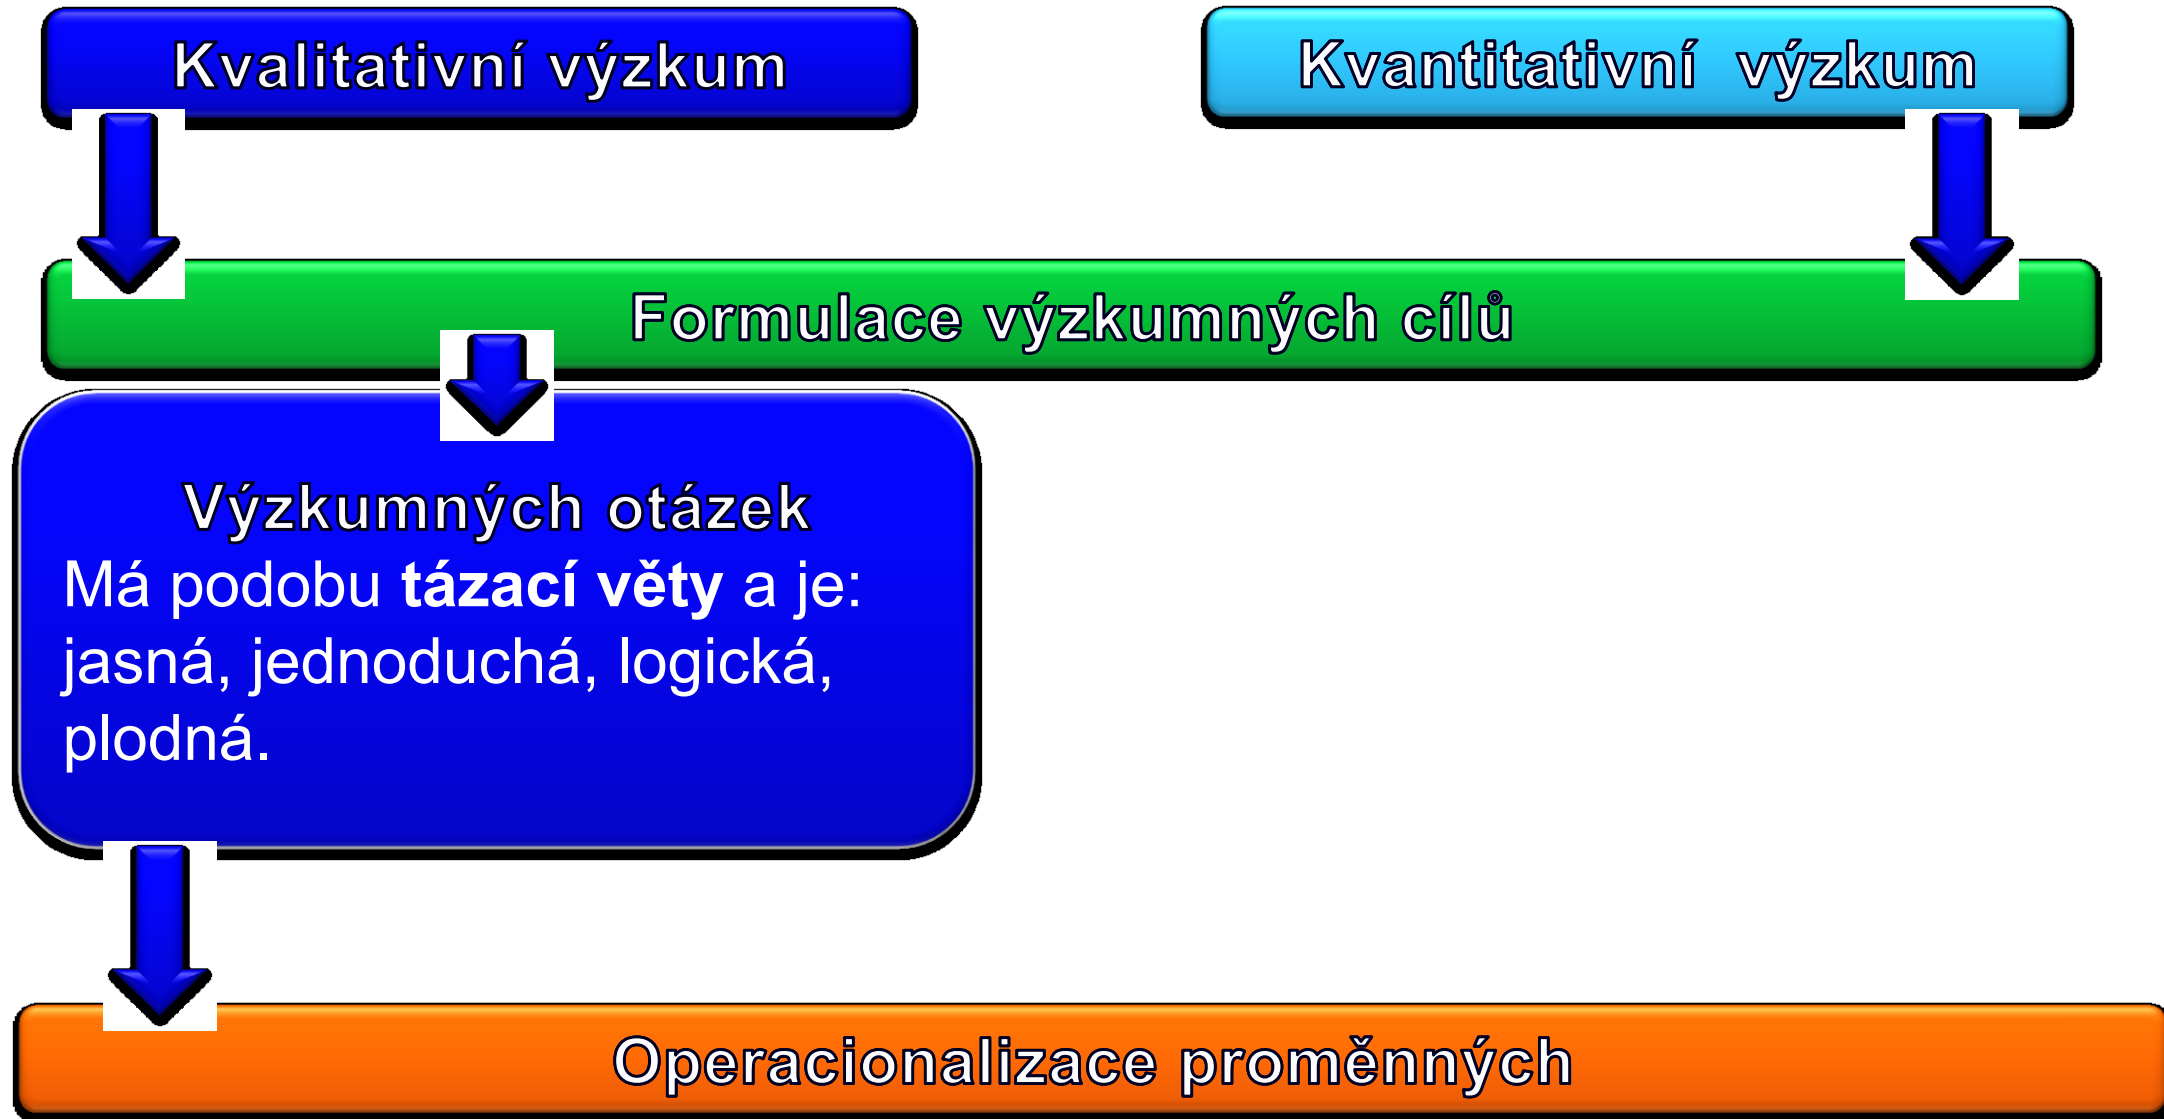 Kvalitativní výzkum
Kvantitativní výzkum
Formulace výzkumných cílů
Výzkumných otázek
Má podobu tázací věty a je:
jasná, jednoduchá, logická,
plodná.
Operacionalizace proměnných